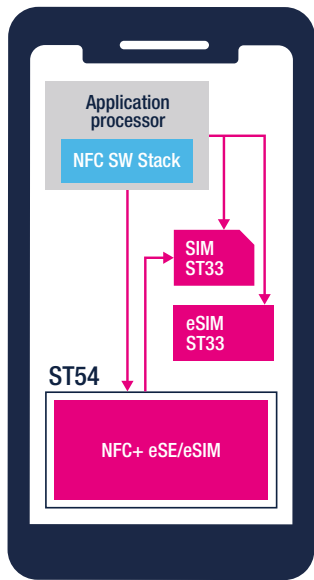 Application
processor
NFC SW Stack
SIM
ST33
eSIM
ST33
ST54
NFC+ eSE/eSIM